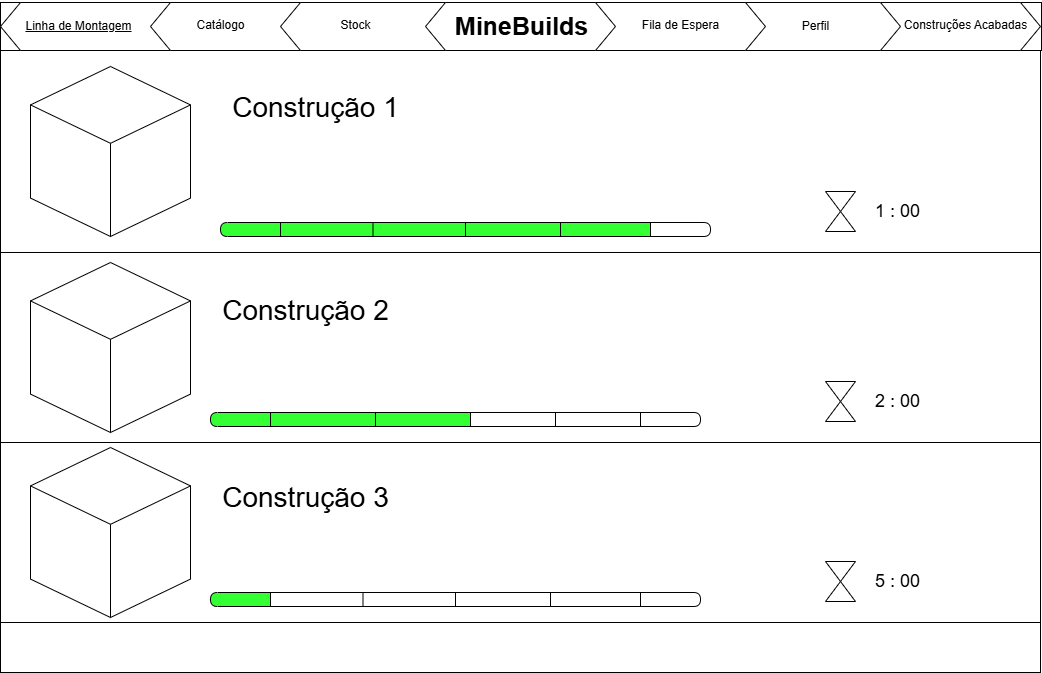 Linha de Montagem
Catálogo
Stock
MineBuilds
Fila de Espera
Perfil
Construções Acabadas
Construção 1
1 : 00
Construção 2
2 : 00
Construção 3
5 : 00